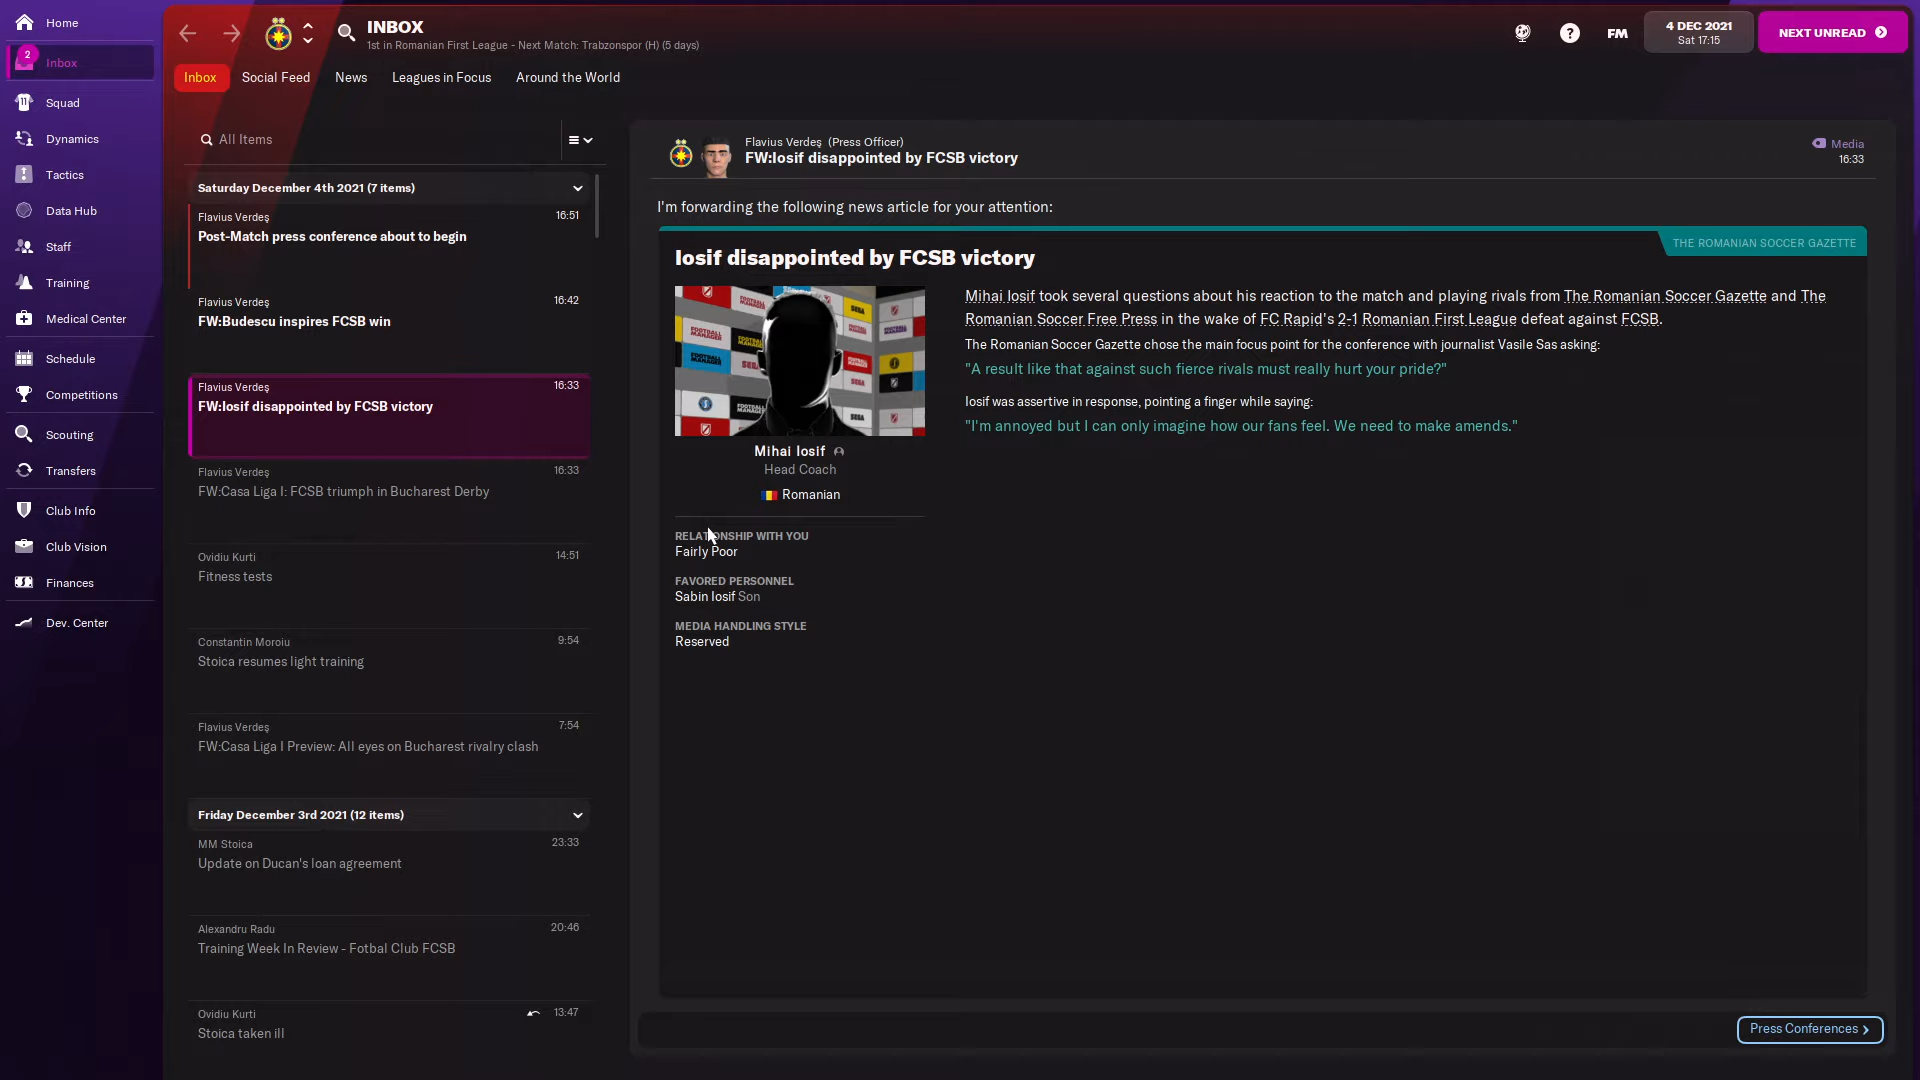 Home
2
Inbox
Squad
Dynamics
Tactics
Data Hub
Staff
Training
Medical Center
Schedule
Competitions
Scouting
Transfers
Club Info
Club Vision
Finances
Dev. Center
INBOX
1st in Romanian First League - Next Match: Trabzonspor (H) (5 days)
FM
4 DEC 2021
Sat 17:15
NEXT UNREAD
Inbox
Social Feed
News
Leagues in Focus
Around the World
All Items
Saturday December 4th 2021 (7 items)
Flavius Verdeș 16:51
Post-Match press conference about to begin
Flavius Verdeș 16:42
FW:Budescu inspires FCSB win
Flavius Verdeș 16:33
FW:Iosif disappointed by FCSB victory
Flavius Verdeș 16:33
FW:Casa Liga I: FCSB triumph in Bucharest Derby
Ovidiu Kurti 14:51
Fitness tests
Constantin Moroiu 9:54
Stoica resumes light training
Flavius Verdeș 7:54
FW:Casa Liga I Preview: All eyes on Bucharest rivalry clash
Friday December 3rd 2021 (12 items)
MM Stoica 23:33
Update on Ducan's loan agreement
Alexandru Radu 20:46
Training Week In Review - Fotbal Club FCSB
Ovidiu Kurti 13:47
Stoica taken ill
Flavius Verdeș (Press Officer)
FW:Iosif disappointed by FCSB victory
Media
16:33
I'm forwarding the following news article for your attention:
THE ROMANIAN SOCCER GAZETTE
Iosif disappointed by FCSB victory
Mihai Iosif
Head Coach
Romanian
RELATIONSHIP WITH YOU
Fairly Poor
FAVORED PERSONNEL
Sabin Iosif Son
MEDIA HANDLING STYLE
Reserved
Mihai Iosif took several questions about his reaction to the match and playing rivals from The Romanian Soccer Gazette and The
Romanian Soccer Free Press in the wake of FC Rapid's 2-1 Romanian First League defeat against FCSB.
The Romanian Soccer Gazette chose the main focus point for the conference with journalist Vasile Sas asking:
"A result like that against such fierce rivals must really hurt your pride?"
Iosif was assertive in response, pointing a finger while saying:
"I'm annoyed but I can only imagine how our fans feel. We need to make amends."
Press Conferences